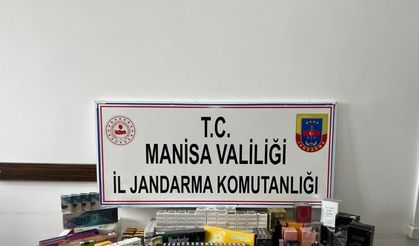 T.C.
MANİSA VALİLİĞİ
İL JANDARMA KOMUTANLIĞI